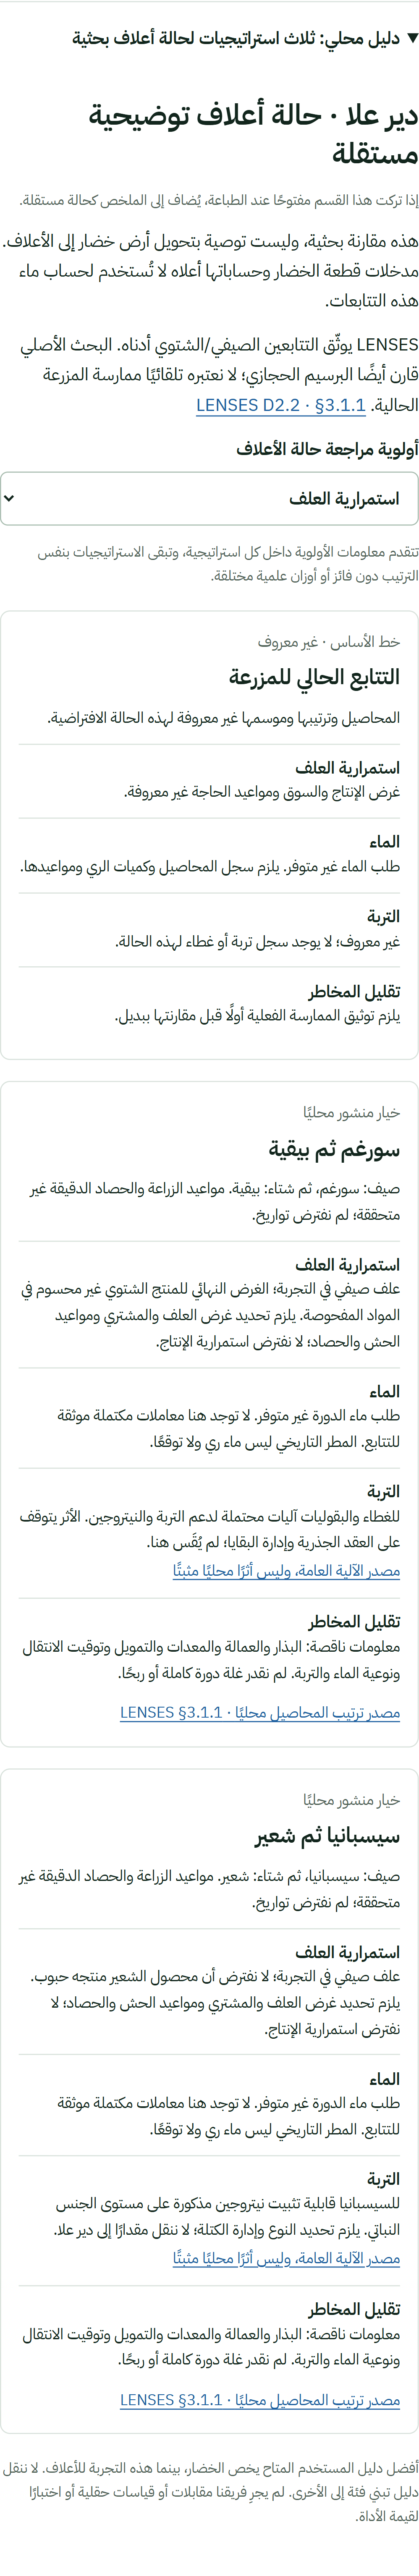 ▼ دليل محلي: ثلاث استراتيجيات لحالة أعلاف بحثية
دير علا · حالة أعلاف توضيحية
مستقلة
إذا تركت هذا القسم مفتوحًا عند الطباعة، يُضاف إلى الملخص كحالة مستقلة.
هذه مقارنة بحثية، وليست توصية بتحويل أرض خضار إلى الأعلاف.
مدخلات قطعة الخضار وحساباتها أعلاه لا تُستخدم لحساب ماء
هذه التتابعات.
LENSES يوثّق التتابعين الصيفي/الشتوي أدناه. البحث الأصلي
قارن أيضًا البرسيم الحجازي؛ لا نعتبره تلقائيًا ممارسة المزرعة
الحالية. LENSES D2.2 · §3.1.1
أولوية مراجعة حالة الأعلاف
استمرارية العلف
تتقدم معلومات الأولوية داخل كل استراتيجية، وتبقى الاستراتيجيات بنفس
الترتيب دون فائز أو أوزان علمية مختلقة.
خط الأساس · غير معروف
التتابع الحالي للمزرعة
المحاصيل وترتيبها وموسمها غير معروفة لهذه الحالة الافتراضية.
استمرارية العلف
غرض الإنتاج والسوق ومواعيد الحاجة غير معروفة.
الماء
طلب الماء غير متوفر. يلزم سجل المحاصيل وكميات الري ومواعيدها.
التربة
غير معروف؛ لا يوجد سجل تربة أو غطاء لهذه الحالة.
تقليل المخاطر
يلزم توثيق الممارسة الفعلية أولًا قبل مقارنتها ببديل.
خيار منشور محليًا
سورغم ثم بيقية
صيف: سورغم، ثم شتاء: بيقية. مواعيد الزراعة والحصاد الدقيقة غير
متحققة؛ لم نفترض تواريخ.
استمرارية العلف
علف صيفي في التجربة؛ الغرض النهائي للمنتج الشتوي غير محسوم في
المواد المفحوصة. يلزم تحديد غرض العلف والمشتري ومواعيد
الحش والحصاد؛ لا نفترض استمرارية الإنتاج.
الماء
طلب ماء الدورة غير متوفر. لا توجد هنا معاملات مكتملة موثقة
للتتابع. المطر التاريخي ليس ماء ري ولا توقعًا.
التربة
للغطاء والبقوليات آليات محتملة لدعم التربة والنيتروجين. الأثر يتوقف
على العقد الجذرية وإدارة البقايا؛ لم يُقَس هنا.
مصدر الآلية العامة، وليس أثرًا محليًا مثبتًا
تقليل المخاطر
معلومات ناقصة: البذار والعمالة والمعدات والتمويل وتوقيت الانتقال
ونوعية الماء والتربة. لم نقدر غلة دورة كاملة أو ربحًا.
مصدر ترتيب المحاصيل محليًا · LENSES §3.1.1
خيار منشور محليًا
سيسبانيا ثم شعير
صيف: سيسبانيا، ثم شتاء: شعير. مواعيد الزراعة والحصاد الدقيقة غير
متحققة؛ لم نفترض تواريخ.
استمرارية العلف
علف صيفي في التجربة؛ لا نفترض أن محصول الشعير منتجه حبوب.
يلزم تحديد غرض العلف والمشتري ومواعيد الحش والحصاد؛ لا
نفترض استمرارية الإنتاج.
الماء
طلب ماء الدورة غير متوفر. لا توجد هنا معاملات مكتملة موثقة
للتتابع. المطر التاريخي ليس ماء ري ولا توقعًا.
التربة
للسيسبانيا قابلية تثبيت نيتروجين مذكورة على مستوى الجنس
النباتي. يلزم تحديد النوع وإدارة الكتلة؛ لا ننقل مقدارًا إلى دير علا.
مصدر الآلية العامة، وليس أثرًا محليًا مثبتًا
تقليل المخاطر
معلومات ناقصة: البذار والعمالة والمعدات والتمويل وتوقيت الانتقال
ونوعية الماء والتربة. لم نقدر غلة دورة كاملة أو ربحًا.
مصدر ترتيب المحاصيل محليًا · LENSES §3.1.1
أفضل دليل المستخدم المتاح يخص الخضار، بينما هذه التجربة للأعلاف. لا ننقل
دليل تبني فئة إلى الأخرى. لم يجرِ فريقنا مقابلات أو قياسات حقلية أو اختبارًا
لقيمة الأداة.